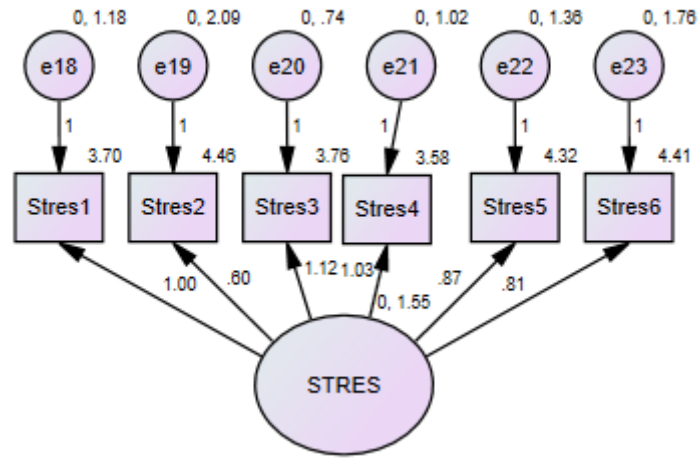 0, 1.18 0, 2.09 0, .74 0, 1.02 0, 1.36 0, 1.76
e18 e19 e20 e21 e22 e23
1 1 1 1 1 1
3.70 4.46 3.76 3.58 4.32 4.41
Stres1 Stres2 Stres3 Stres4 Stres5 Stres6
1.00 .60 1.12 1.03 .87 .81
0, 1.55
STRES